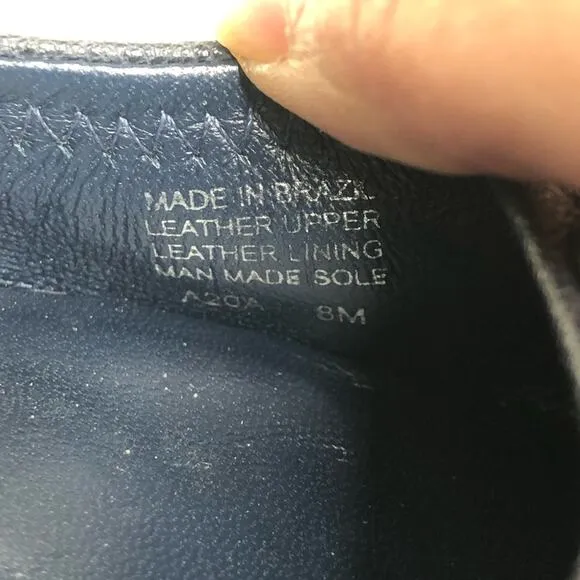 MADE IN BRAZIL
LEATHER UPPER
LEATHER LINING
MAN MADE SOLE
A20A 8M